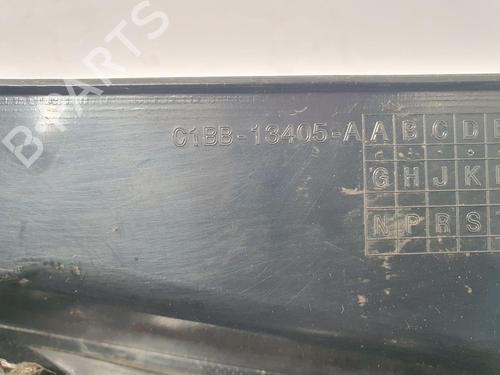 B PARTS
C1BB-13405-A A B C D
G H J K
N P R S